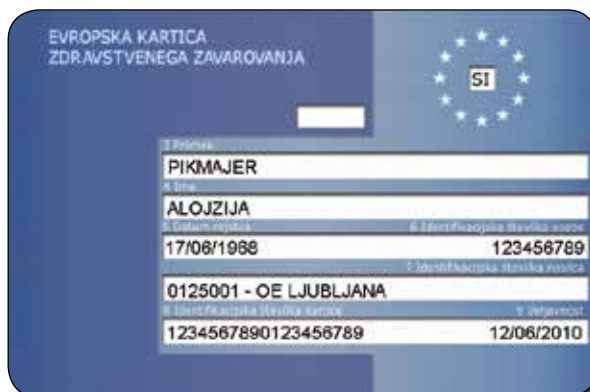 EVROPSKA KARTICA
ZDRAVSTVENEGA ZAVAROVANJA
SI
3 Priimek
PIKMAJER
4 Ime
ALOJZIJA
5 Datum rojstva 6 Identifikacijska številka osebe
17/06/1968 123456789
7 Identifikacijska številka nosilca
0125001 - OE LJUBLJANA
8 Identifikacijska številka kartice 9 Veljavnost
1234567890123456789 12/06/2010